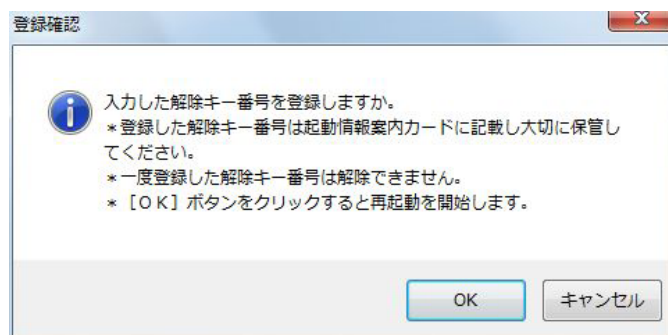 登録確認
入力した解除キー番号を登録しますか。
＊登録した解除キー番号は起動情報案内カードに記載し大切に保管し
てください。
＊一度登録した解除キー番号は解除できません。
＊［ＯＫ］ボタンをクリックすると再起動を開始します。
OK
キャンセル